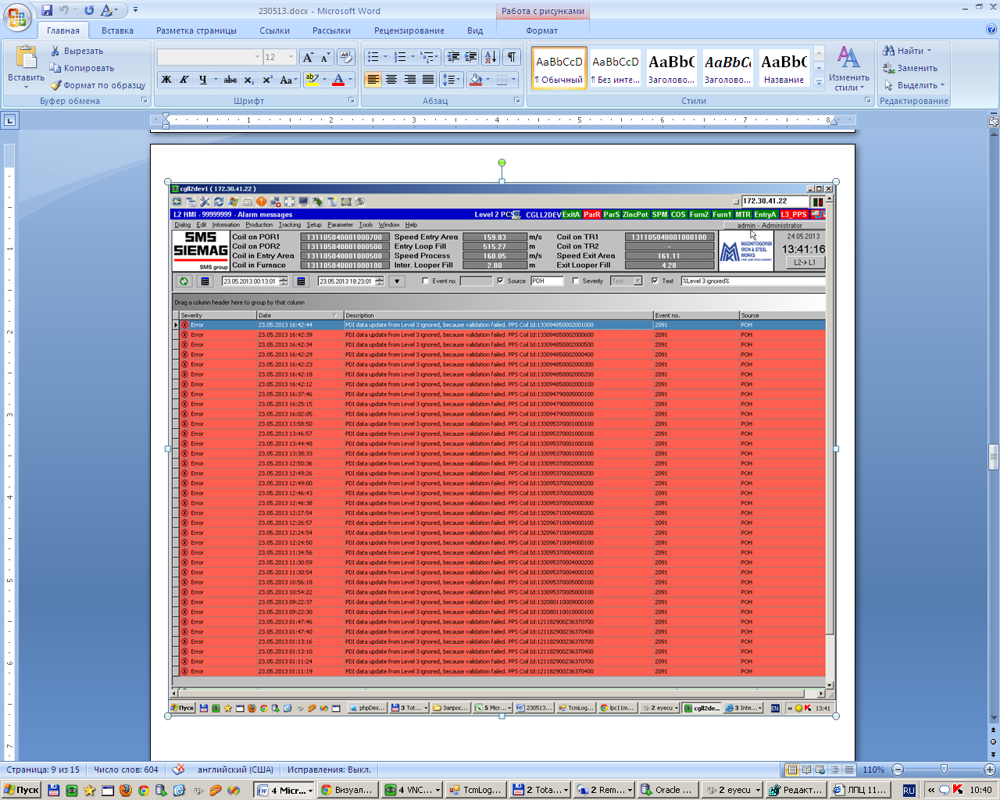 230513.docx - Microsoft Word
Работа с рисунками
Главная Вставка Разметка страницы Ссылки Рассылки Рецензирование Вид Формат
Вставить
Вырезать
Копировать
Формат по образцу
Буфер обмена
12
Шрифт
Абзац
AaBbCcD AaBbCcD AaBbC AaBbCc AaBbC
¶ Обычный ¶ Без инте... Заголово... Заголово... Название
Изменить стили
Стили
Найти
Заменить
Выделить
Редактирование
1 2 3 4 5 6 7 8
cgll2dev1 ( 172.30.41.22 )
172.30.41.22
L2 HMI - 99999999 - Alarm messages
CGLL2DEV ExitA ParR ParS ZincPot SPM COS Furn2 Furn1 MTR EntryA L3_PPS
Dialog Edit Information Production Tracking Setup Parameter Tools Window Help
admin - Administrator
SMS SIEMAG
SMS group
Coil on POR1 131105040001000700 Speed Entry Area 159.83 m/s Coil on TR1 131105040001000100
Coil on POR2 131105040001000500 Entry Loop Fill 515.27 m Coil on TR2 -
Coil in Entry Area 131105040001000400 Speed Process 160.05 m/s Speed Exit Area 161.11
Coil in Furnace 131105040001000100 Inter. Looper Fill 2.80 m Exit Looper Fill 4.28
MAGNITOGORSK IRON & STEEL WORKS
24.05.2013
13:41:16
L2-> L1
23.05.2013 00:13:01 23.05.2013 18:23:01 Event no. Source POH Severity Text Text %Level 3 ignored%
Drag a column header here to group by that column
Severity Date Description Event no. Source
Error 23.05.2013 16:42:44 PDI data update from Level 3 ignored, because validation failed. PPS Coil Id:133094850002001000 2091 POH
Error 23.05.2013 16:42:39 PDI data update from Level 3 ignored, because validation failed. PPS Coil Id:133094850002000600 2091 POH
Error 23.05.2013 16:42:34 PDI data update from Level 3 ignored, because validation failed. PPS Coil Id:133094850002000500 2091 POH
Error 23.05.2013 16:42:29 PDI data update from Level 3 ignored, because validation failed. PPS Coil Id:133094850002000400 2091 POH
Error 23.05.2013 16:42:23 PDI data update from Level 3 ignored, because validation failed. PPS Coil Id:133094850002000300 2091 POH
Error 23.05.2013 16:42:18 PDI data update from Level 3 ignored, because validation failed. PPS Coil Id:133094850002000200 2091 POH
Error 23.05.2013 16:42:12 PDI data update from Level 3 ignored, because validation failed. PPS Coil Id:133094850002000100 2091 POH
Error 23.05.2013 16:37:46 PDI data update from Level 3 ignored, because validation failed. PPS Coil Id:133094790005000100 2091 POH
Error 23.05.2013 16:25:15 PDI data update from Level 3 ignored, because validation failed. PPS Coil Id:133094790005000100 2091 POH
Error 23.05.2013 16:02:05 PDI data update from Level 3 ignored, because validation failed. PPS Coil Id:133094790005000100 2091 POH
Error 23.05.2013 13:58:50 PDI data update from Level 3 ignored, because validation failed. PPS Coil Id:133095370001000100 2091 POH
Error 23.05.2013 13:46:57 PDI data update from Level 3 ignored, because validation failed. PPS Coil Id:133095370001000100 2091 POH
Error 23.05.2013 13:44:48 PDI data update from Level 3 ignored, because validation failed. PPS Coil Id:133095370001000100 2091 POH
Error 23.05.2013 13:38:33 PDI data update from Level 3 ignored, because validation failed. PPS Coil Id:133095370001000100 2091 POH
Error 23.05.2013 12:50:36 PDI data update from Level 3 ignored, because validation failed. PPS Coil Id:133095370002000300 2091 POH
Error 23.05.2013 12:49:26 PDI data update from Level 3 ignored, because validation failed. PPS Coil Id:133095370002000200 2091 POH
Error 23.05.2013 12:49:00 PDI data update from Level 3 ignored, because validation failed. PPS Coil Id:133095370002000200 2091 POH
Error 23.05.2013 12:46:43 PDI data update from Level 3 ignored, because validation failed. PPS Coil Id:133095370002000200 2091 POH
Error 23.05.2013 12:46:38 PDI data update from Level 3 ignored, because validation failed. PPS Coil Id:133095370002000300 2091 POH
Error 23.05.2013 12:27:54 PDI data update from Level 3 ignored, because validation failed. PPS Coil Id:132096710004000200 2091 POH
Error 23.05.2013 12:26:57 PDI data update from Level 3 ignored, because validation failed. PPS Coil Id:132096710004000100 2091 POH
Error 23.05.2013 12:24:54 PDI data update from Level 3 ignored, because validation failed. PPS Coil Id:132096710004000200 2091 POH
Error 23.05.2013 12:24:50 PDI data update from Level 3 ignored, because validation failed. PPS Coil Id:132096710004000100 2091 POH
Error 23.05.2013 11:34:56 PDI data update from Level 3 ignored, because validation failed. PPS Coil Id:133095370004000100 2091 POH
Error 23.05.2013 11:30:59 PDI data update from Level 3 ignored, because validation failed. PPS Coil Id:133095370004000200 2091 POH
Error 23.05.2013 11:30:54 PDI data update from Level 3 ignored, because validation failed. PPS Coil Id:133095370004000100 2091 POH
Error 23.05.2013 10:56:18 PDI data update from Level 3 ignored, because validation failed. PPS Coil Id:133095370005000100 2091 POH
Error 23.05.2013 10:54:22 PDI data update from Level 3 ignored, because validation failed. PPS Coil Id:133095370005000100 2091 POH
Error 23.05.2013 09:22:37 PDI data update from Level 3 ignored, because validation failed. PPS Coil Id:132080110009000100 2091 POH
Error 23.05.2013 09:22:30 PDI data update from Level 3 ignored, because validation failed. PPS Coil Id:132080110010000100 2091 POH
Error 23.05.2013 01:47:46 PDI data update from Level 3 ignored, because validation failed. PPS Coil Id:121182900236370700 2091 POH
Error 23.05.2013 01:47:40 PDI data update from Level 3 ignored, because validation failed. PPS Coil Id:121182900236370400 2091 POH
Error 23.05.2013 01:13:16 PDI data update from Level 3 ignored, because validation failed. PPS Coil Id:121182900236370700 2091 POH
Error 23.05.2013 01:13:10 PDI data update from Level 3 ignored, because validation failed. PPS Coil Id:121182900236370400 2091 POH
Error 23.05.2013 01:11:24 PDI data update from Level 3 ignored, because validation failed. PPS Coil Id:121182900236370700 2091 POH
Error 23.05.2013 01:11:19 PDI data update from Level 3 ignored, because validation failed. PPS Coil Id:121182900236370400 2091 POH
Пуск phpDes... 3 Tot... Запрос... 5 Micr... 230513... TcmLog... lpc11m... 2 eyecu cgll2de... 3 Inte... EN 13:41
Страница: 9 из 15 Число слов: 604 английский (США) Исправления: Выкл. 110%
Пуск 4 Micr... Визуал... 4 VNC... TcmLog... 2 Tota... 2 Rem... Oracle ... 2 eyecu Редакт... ЛПЦ 11... RU 10:40